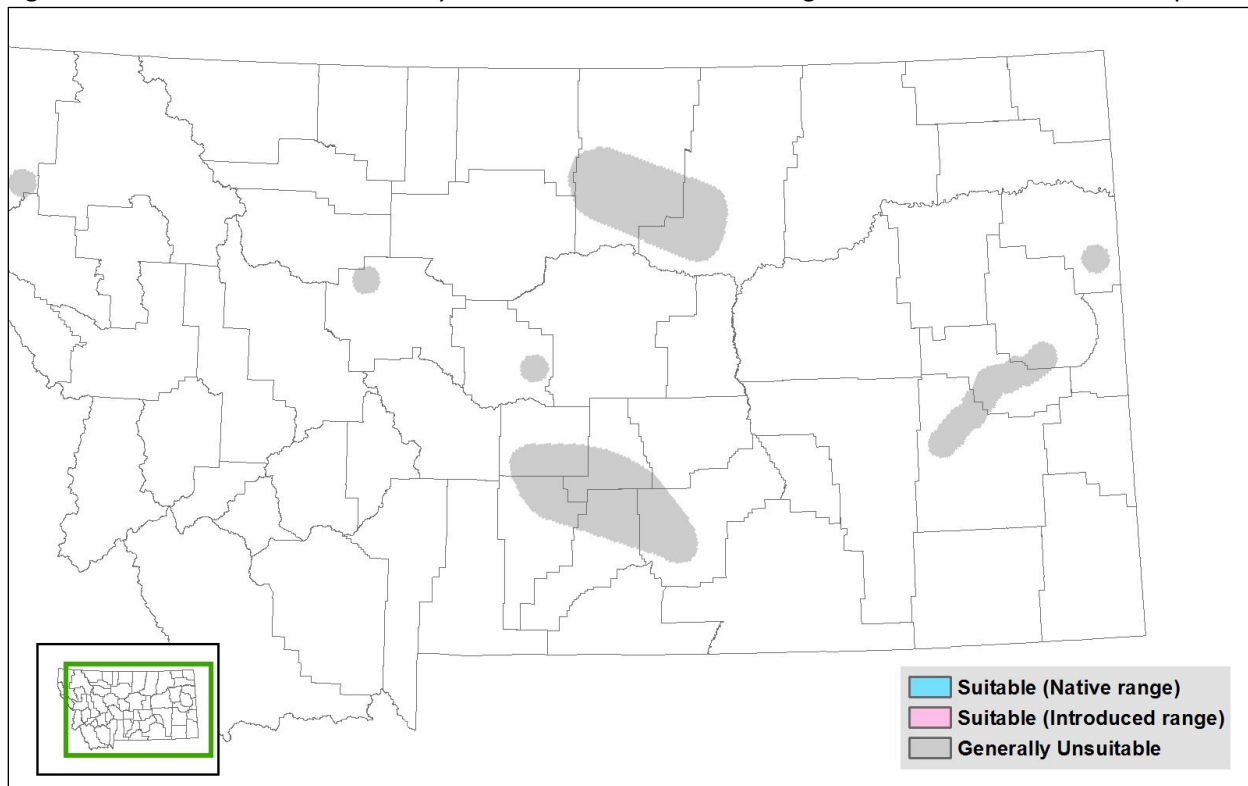 Suitable (Native range)
Suitable (Introduced range)
Generally Unsuitable